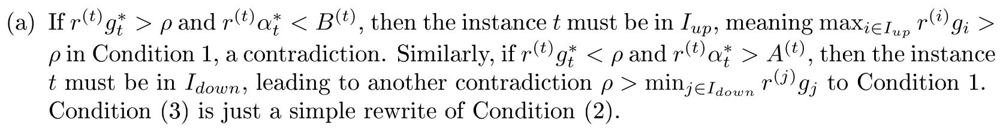 (a) If $r^{(t)}g_t^* > \rho$ and $r^{(t)}\alpha_t^* < B^{(t)}$, then the instance $t$ must be in $I_{up}$, meaning $\max_{i \in I_{up}} r^{(i)}g_i >$
$\rho$ in Condition 1, a contradiction. Similarly, if $r^{(t)}g_t^* < \rho$ and $r^{(t)}\alpha_t^* > A^{(t)}$, then the instance
$t$ must be in $I_{down}$, leading to another contradiction $\rho > \min_{j \in I_{down}} r^{(j)}g_j$ to Condition 1.
Condition (3) is just a simple rewrite of Condition (2).